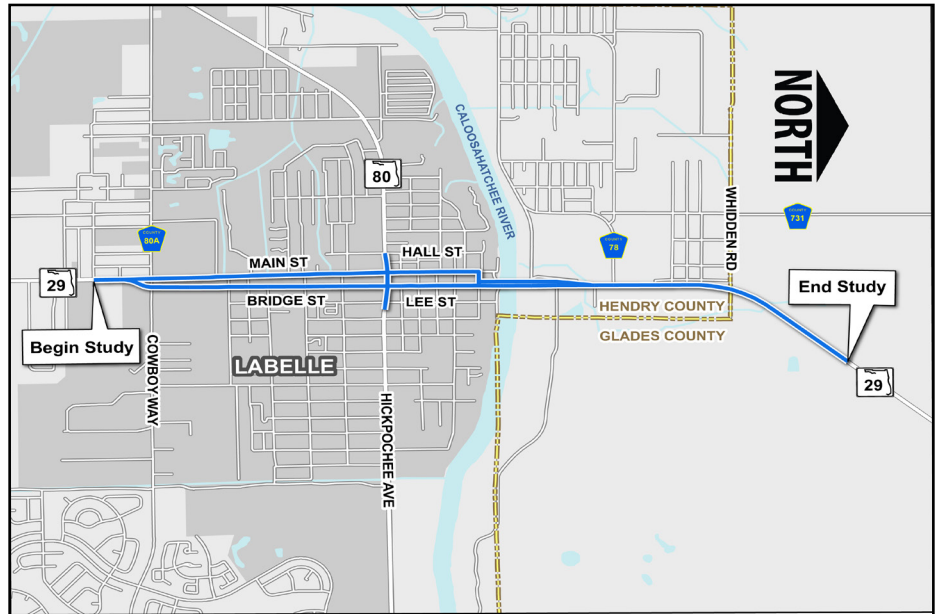 NORTH
CALOOSAHATCHEE RIVER
80
WHIDDEN RD
COUNTY
731
COUNTY
80A
COUNTY
78
HALL ST
MAIN ST
29
BRIDGE ST
LEE ST
HENDRY COUNTY
End Study
GLADES COUNTY
Begin Study
COWBOY WAY
LABELLE
29
HICKPOCHEE AVE